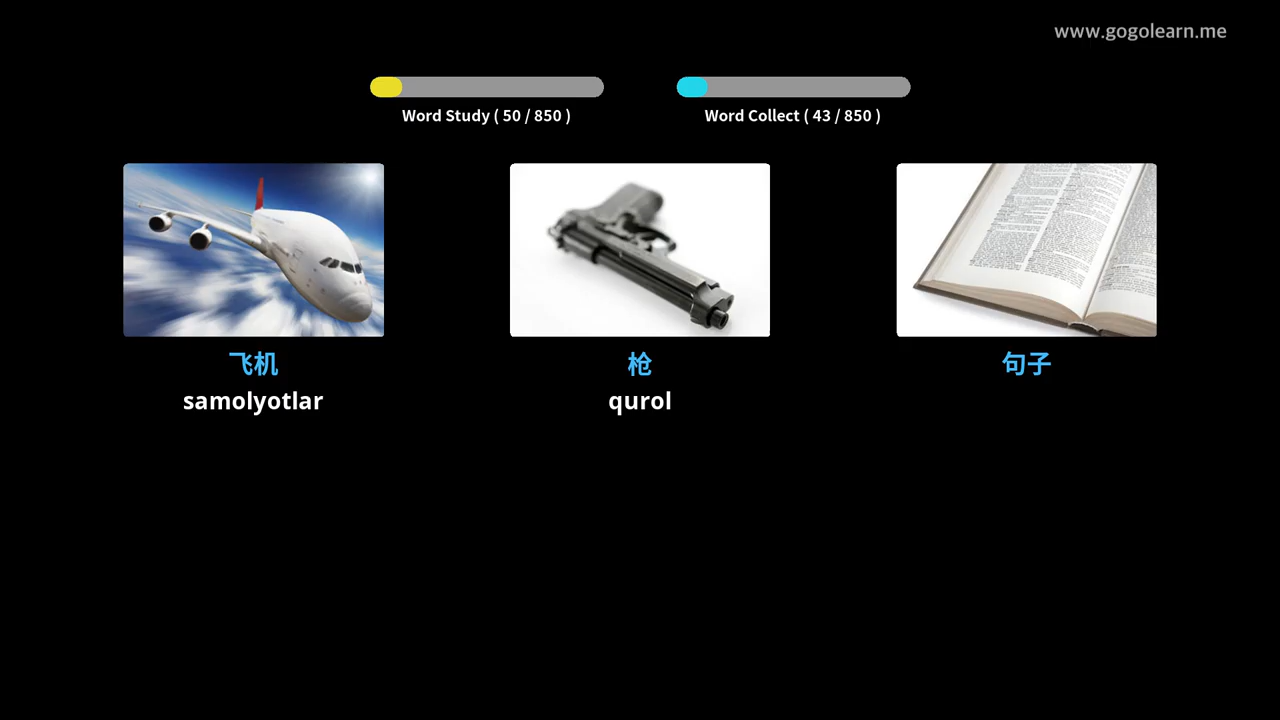 www.gogolearn.me
Word Study ( 50 / 850 )
Word Collect ( 43 / 850 )
飞机
samolyotlar
枪
qurol
句子